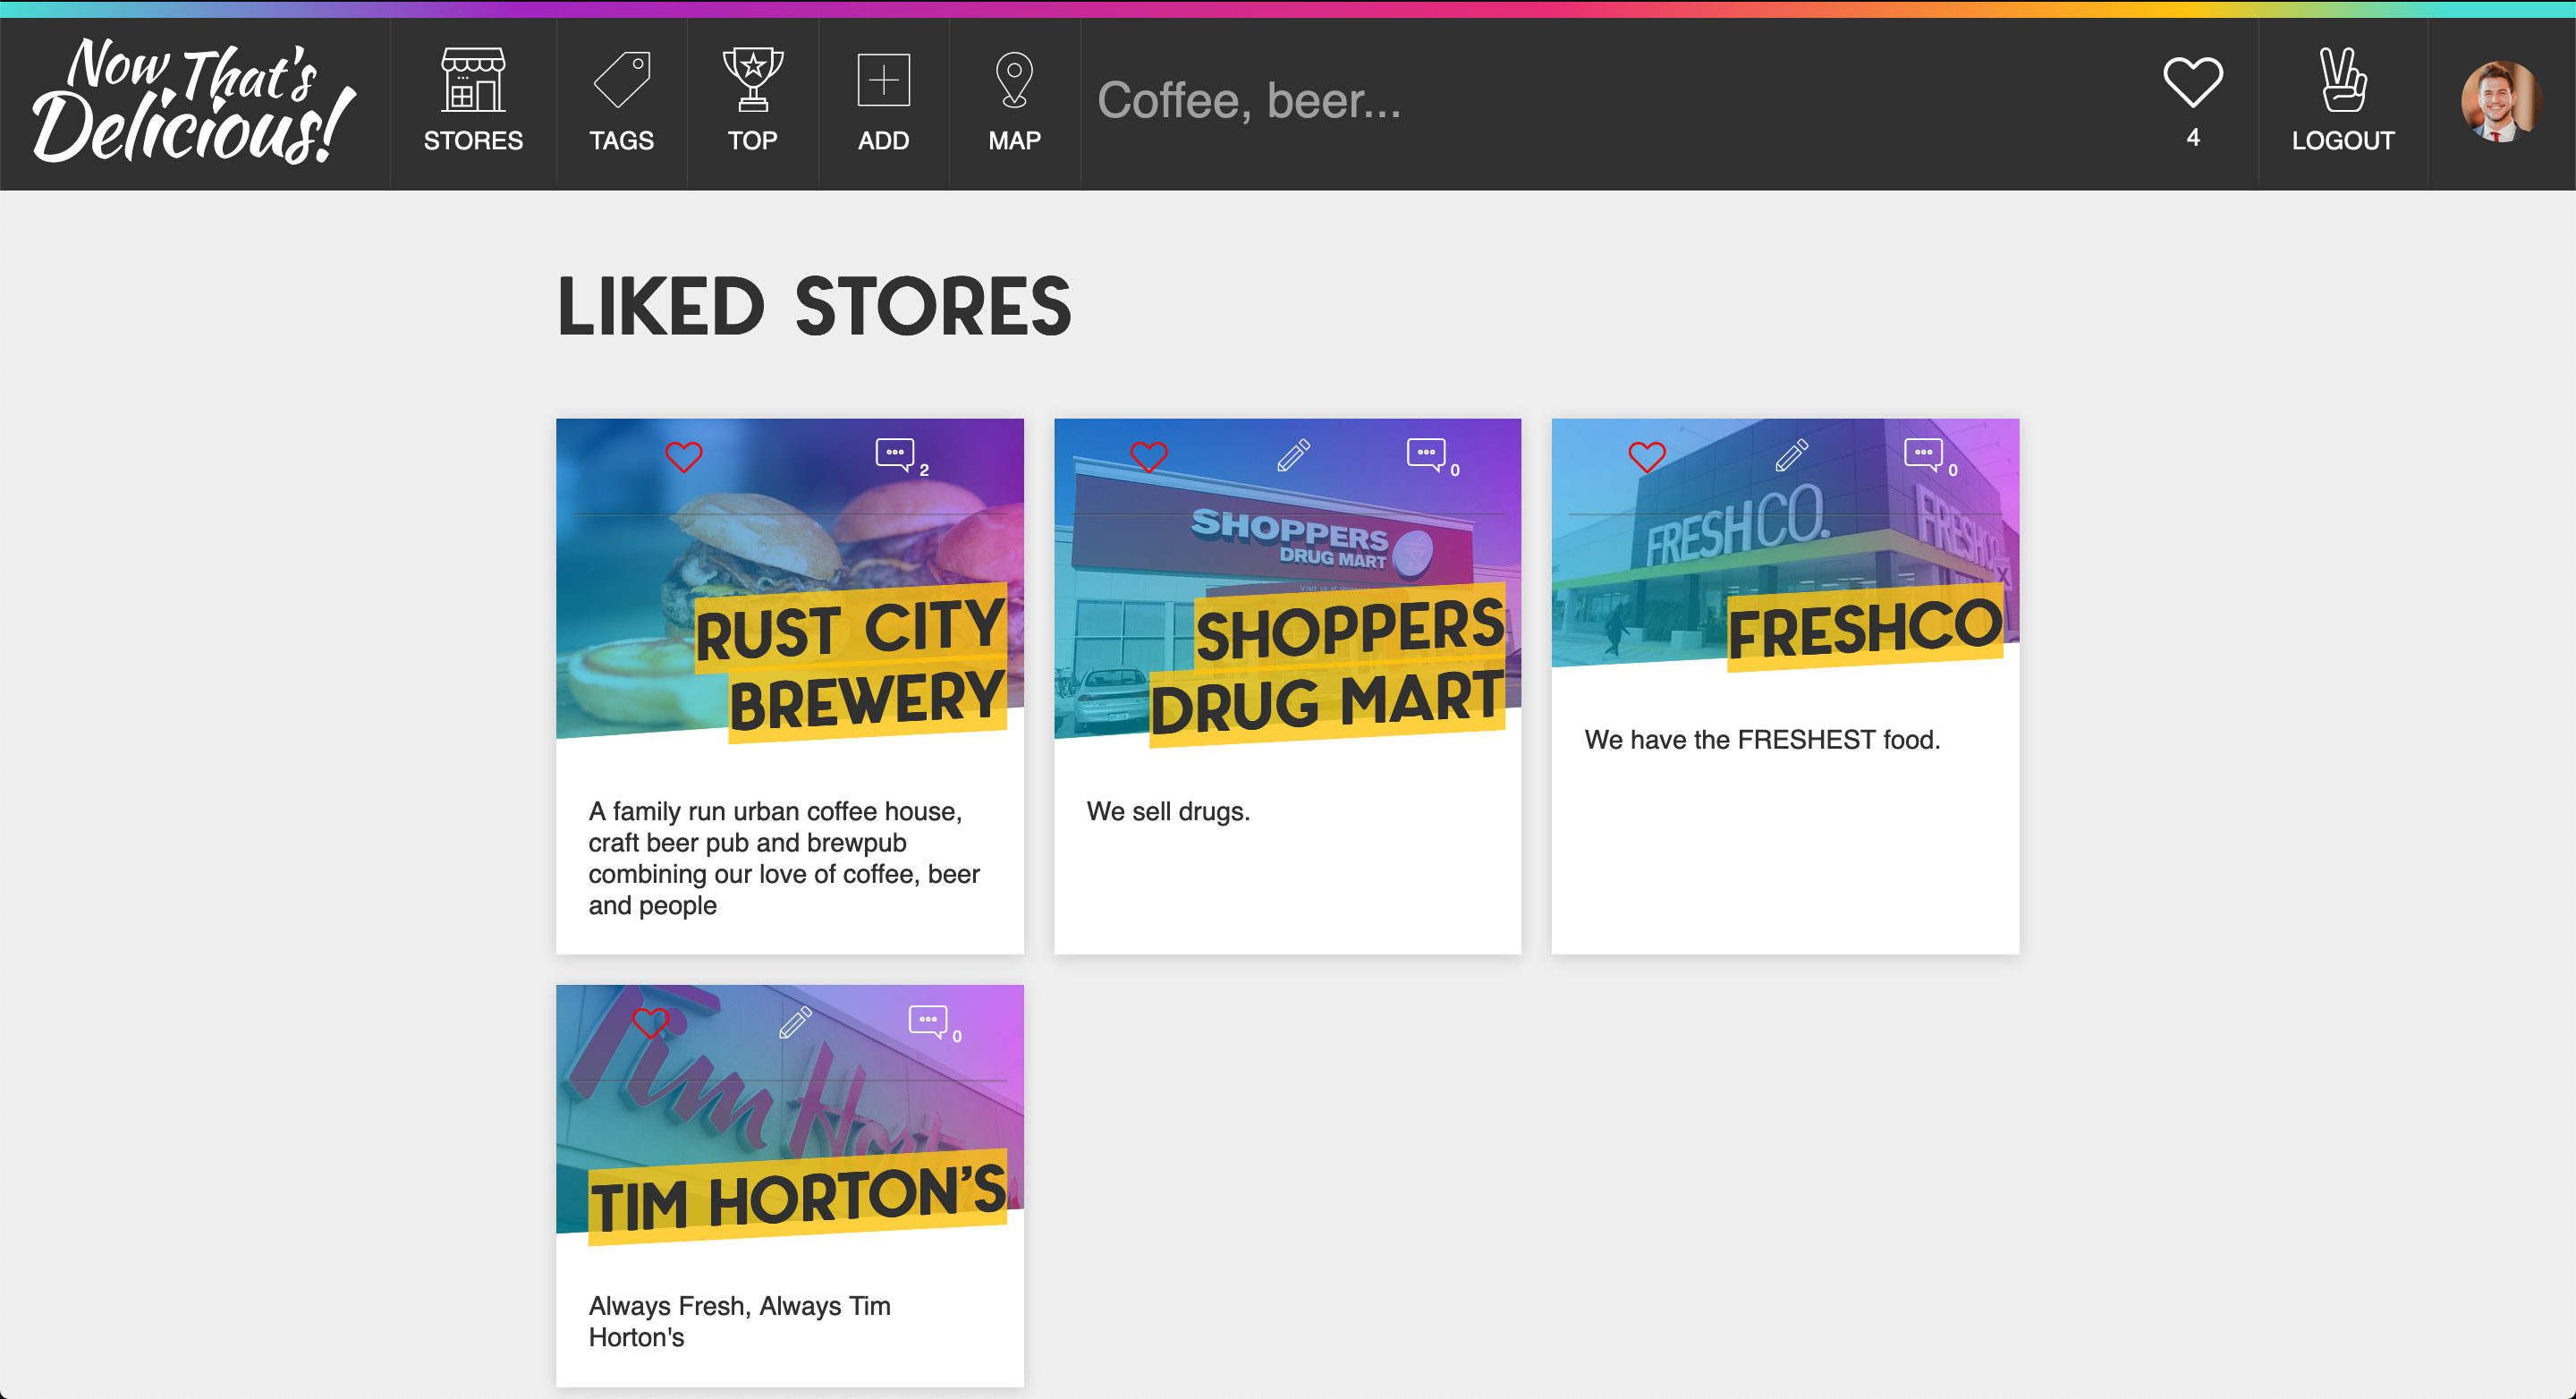 Now That's
Delicious!
STORES
TAGS
TOP
ADD
MAP
Coffee, beer...
4
LOGOUT
LIKED STORES
2
RUST CITY
BREWERY
A family run urban coffee house,
craft beer pub and brewpub
combining our love of coffee, beer
and people
0
SHOPPERS
DRUG MART
SHOPPERS
DRUG MART
We sell drugs.
0
FRESHCO.
FRESHCO
FRESHCO
We have the FRESHEST food.
0
Tim Hort
TIM HORTON'S
Always Fresh, Always Tim
Horton's